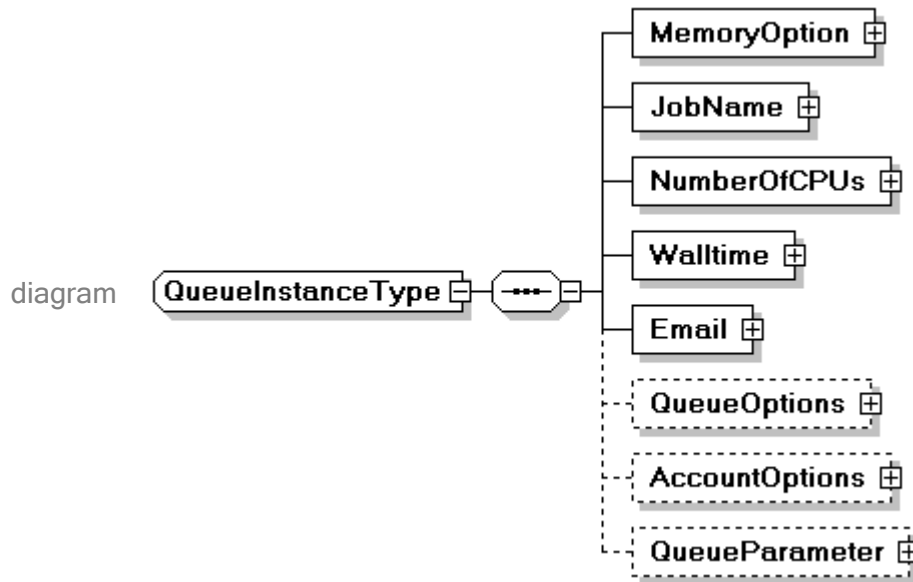 MemoryOption
JobName
NumberOfCPUs
Walltime
diagram
QueueInstanceType
Email
QueueOptions
AccountOptions
QueueParameter